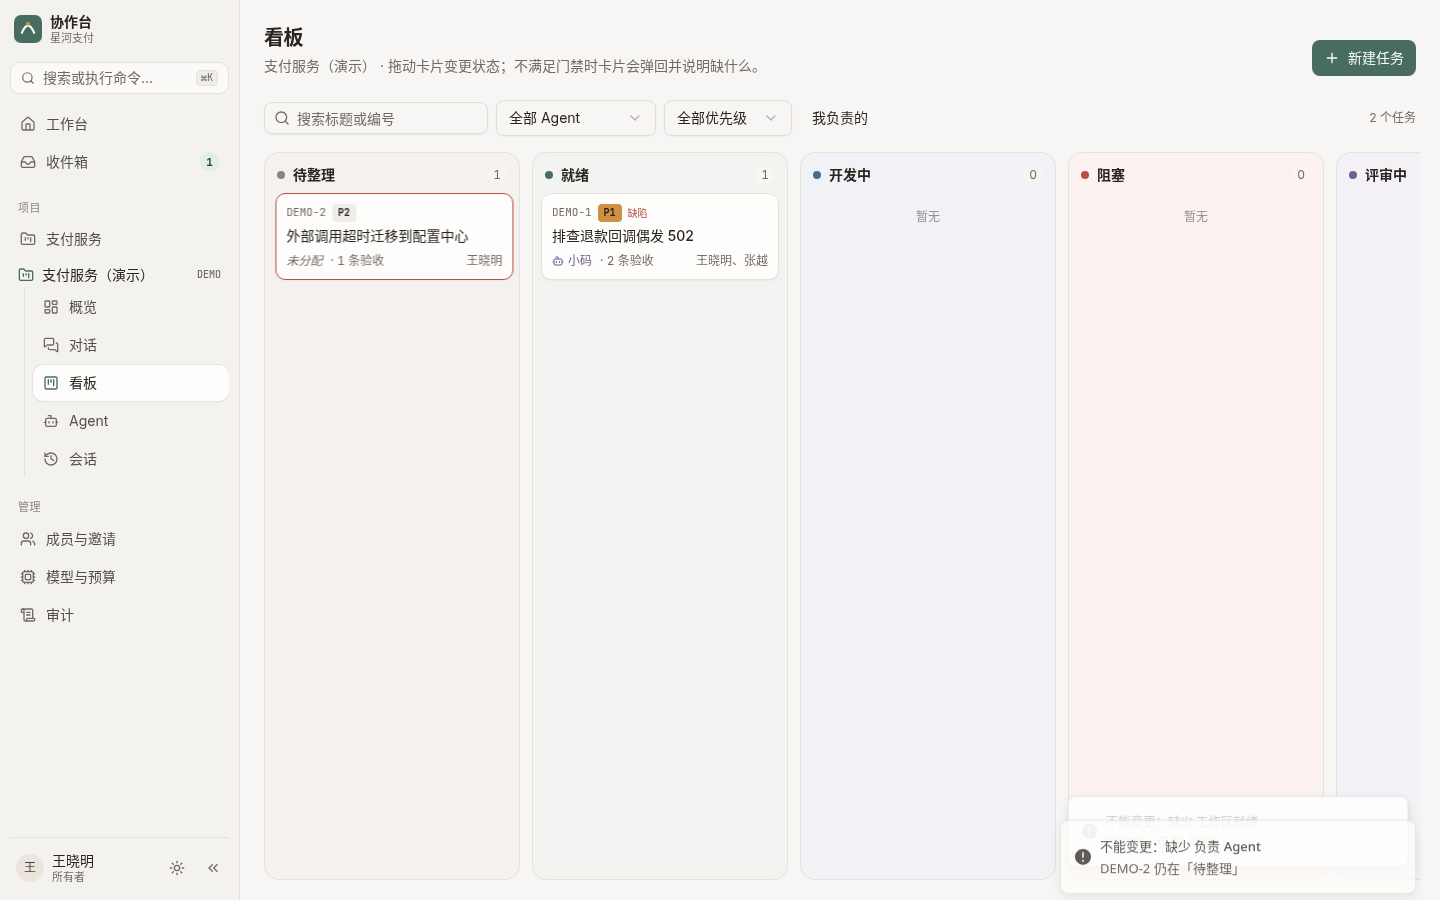 协作台
星河支付
搜索或执行命令... ⌘K
工作台
收件箱 1
项目
支付服务
支付服务（演示） DEMO
概览
对话
看板
Agent
会话
管理
成员与邀请
模型与预算
审计
王 王晓明
所有者
看板
支付服务（演示） · 拖动卡片变更状态；不满足门禁时卡片会弹回并说明缺什么。
新建任务
搜索标题或编号 全部 Agent 全部优先级 我负责的 2 个任务
待整理 1
DEMO-2 P2
外部调用超时迁移到配置中心
未分配 · 1 条验收 王晓明
就绪 1
DEMO-1 P1 缺陷
排查退款回调偶发 502
小码 · 2 条验收 王晓明、张越
开发中 0
暂无
阻塞 0
暂无
评审中
不能变更：缺少 工作区就绪
不能变更：缺少 负责 Agent
DEMO-2 仍在「待整理」